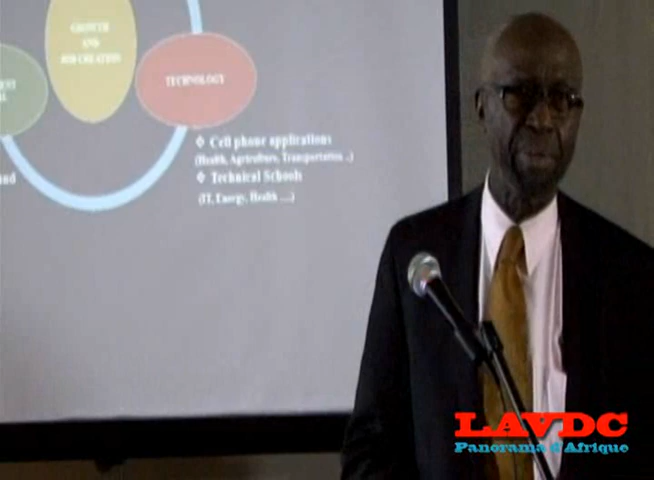 GROWTH
AND
JOB CREATION
TECHNOLOGY
❖ Cell phone applications
(Health, Agriculture, Transportation ..)
❖ Technical Schools
(IT, Energy, Health ....)
LAVDC
Panorama d'Afrique